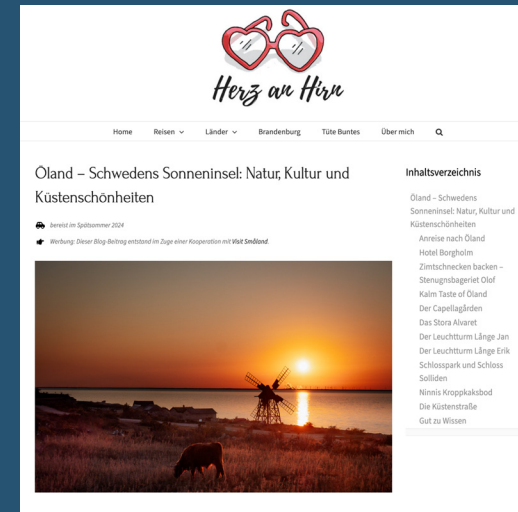 Herz an Hirn
Home Reisen Länder Brandenburg Tüte Buntes Über mich
Öland – Schwedens Sonneninsel: Natur, Kultur und
Küstenschönheiten
bereist im Spätsommer 2024
Werbung: Dieser Blog-Beitrag entstand im Zuge einer Kooperation mit Visit Småland.
Inhaltsverzeichnis
Öland – Schwedens
Sonneninsel: Natur, Kultur und
Küstenschönheiten
Anreise nach Öland
Hotel Borgholm
Zimtschnecken backen –
Stenugnsbageriet Olof
Kalm Taste of Öland
Der Capellagården
Das Stora Alvaret
Der Leuchtturm Långe Jan
Der Leuchtturm Långe Erik
Schlosspark und Schloss
Solliden
Ninnis Kroppkaksbod
Die Küstenstraße
Gut zu Wissen